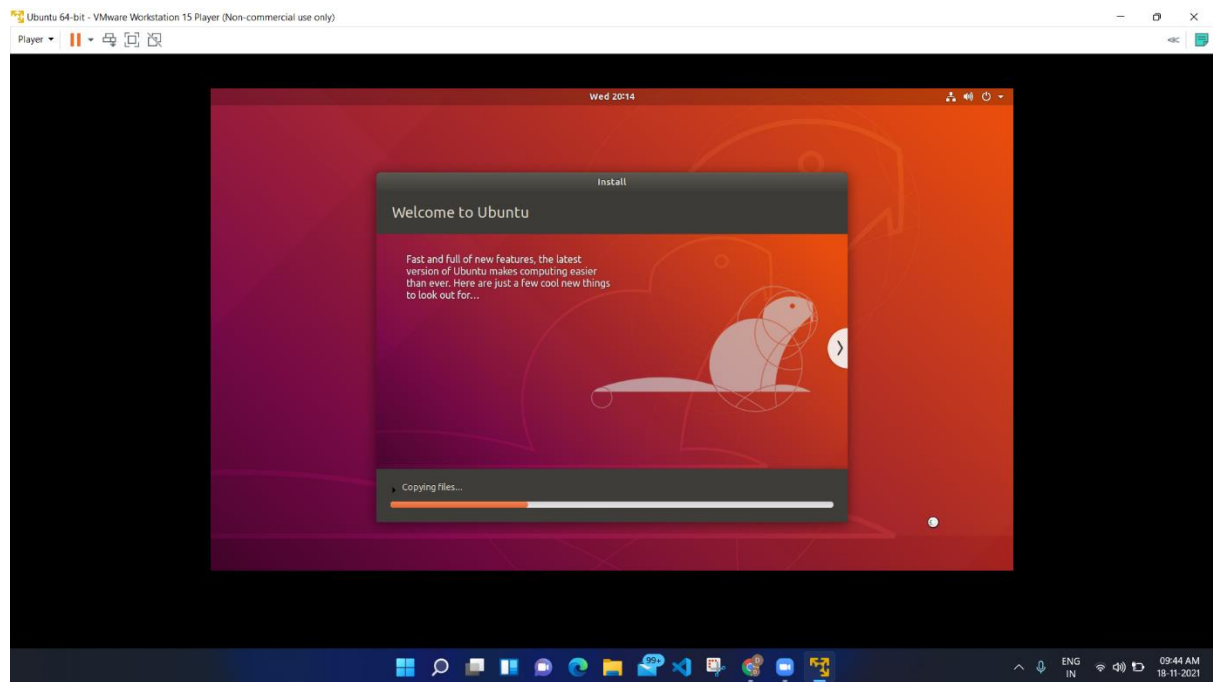 Ubuntu 64-bit - VMware Workstation 15 Player (Non-commercial use only)
Player
Wed 20:14
Install
Welcome to Ubuntu
Fast and full of new features, the latest
version of Ubuntu makes computing easier
than ever. Here are just a few cool new things
to look out for...
Copying files...
99+
ENG
IN
09:44 AM
18-11-2021